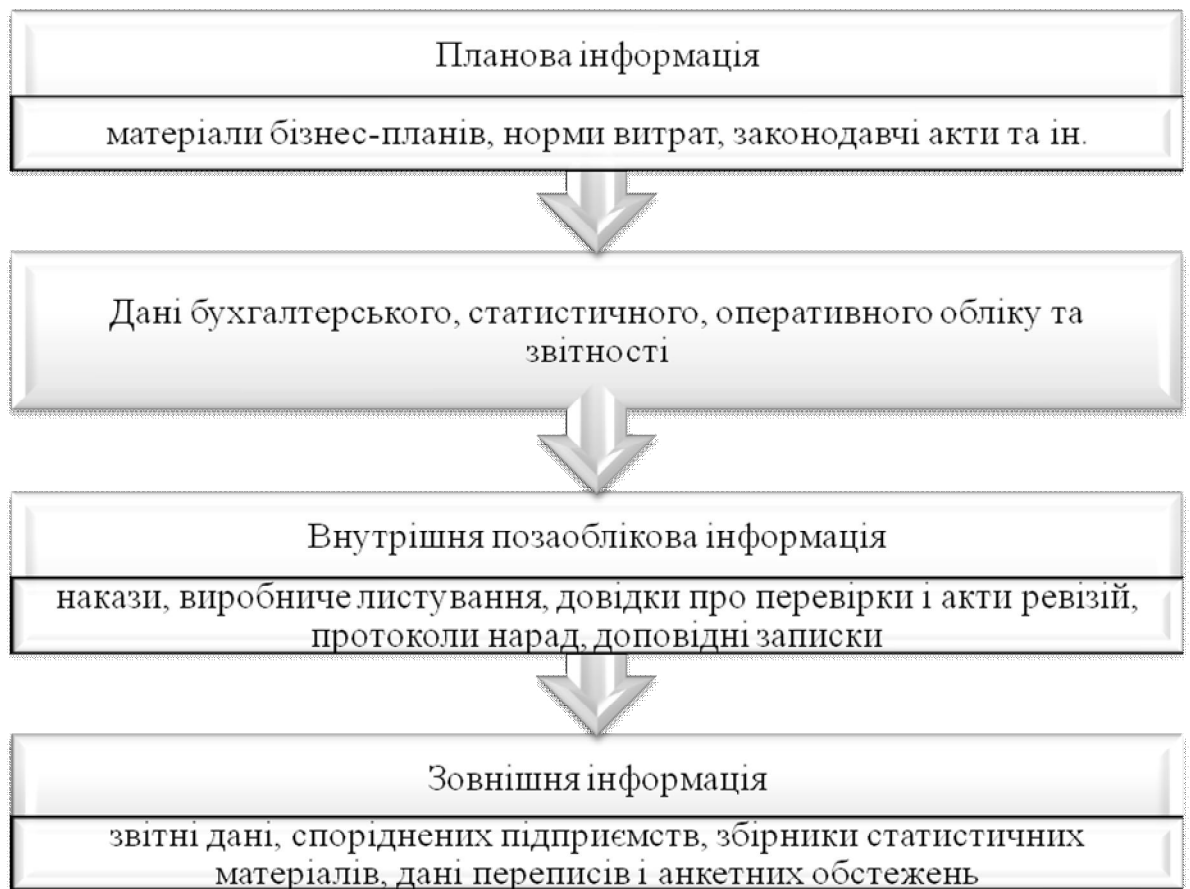 Планова інформація
матеріали бізнес-планів, норми витрат, законодавчі акти та ін.
Дані бухгалтерського, статистичного, оперативного обліку та
звітності
Внутрішня позаоблікова інформація
накази, виробниче листування, довідки про перевірки і акти ревізій,
протоколи нарад, доповідні записки
Зовнішня інформація
звітні дані, споріднених підприємств, збірники статистичних
матеріалів, дані переписів і анкетних обстежень